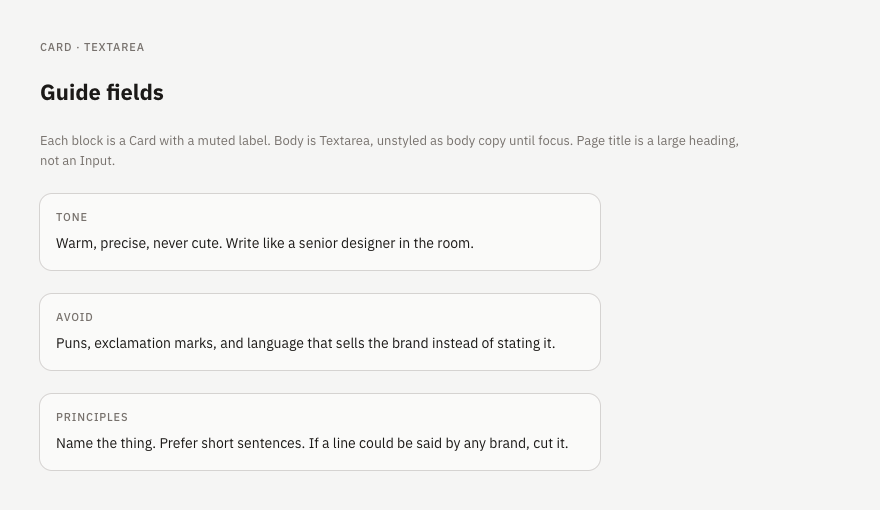 CARD · TEXTAREA
Guide fields
Each block is a Card with a muted label. Body is Textarea, unstyled as body copy until focus. Page title is a large heading,
not an Input.
TONE
Warm, precise, never cute. Write like a senior designer in the room.
AVOID
Puns, exclamation marks, and language that sells the brand instead of stating it.
PRINCIPLES
Name the thing. Prefer short sentences. If a line could be said by any brand, cut it.